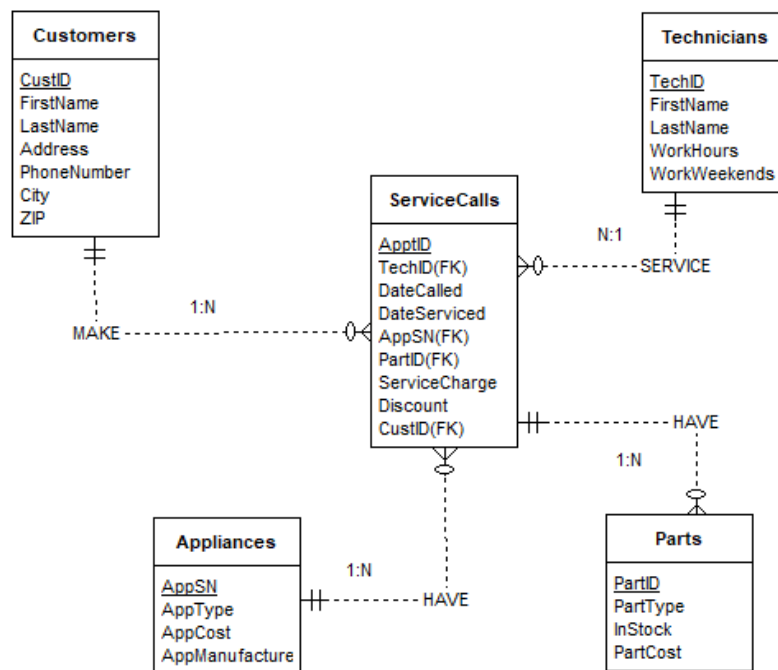 Customers
CustID
FirstName
LastName
Address
PhoneNumber
City
ZIP
Technicians
TechID
FirstName
LastName
WorkHours
WorkWeekends
ServiceCalls
ApptID
TechID(FK)
DateCalled
DateServiced
AppSN(FK)
PartID(FK)
ServiceCharge
Discount
CustID(FK)
N:1
SERVICE
1:N
MAKE
HAVE
1:N
Appliances
AppSN
AppType
AppCost
AppManufacture
1:N
HAVE
Parts
PartID
PartType
InStock
PartCost